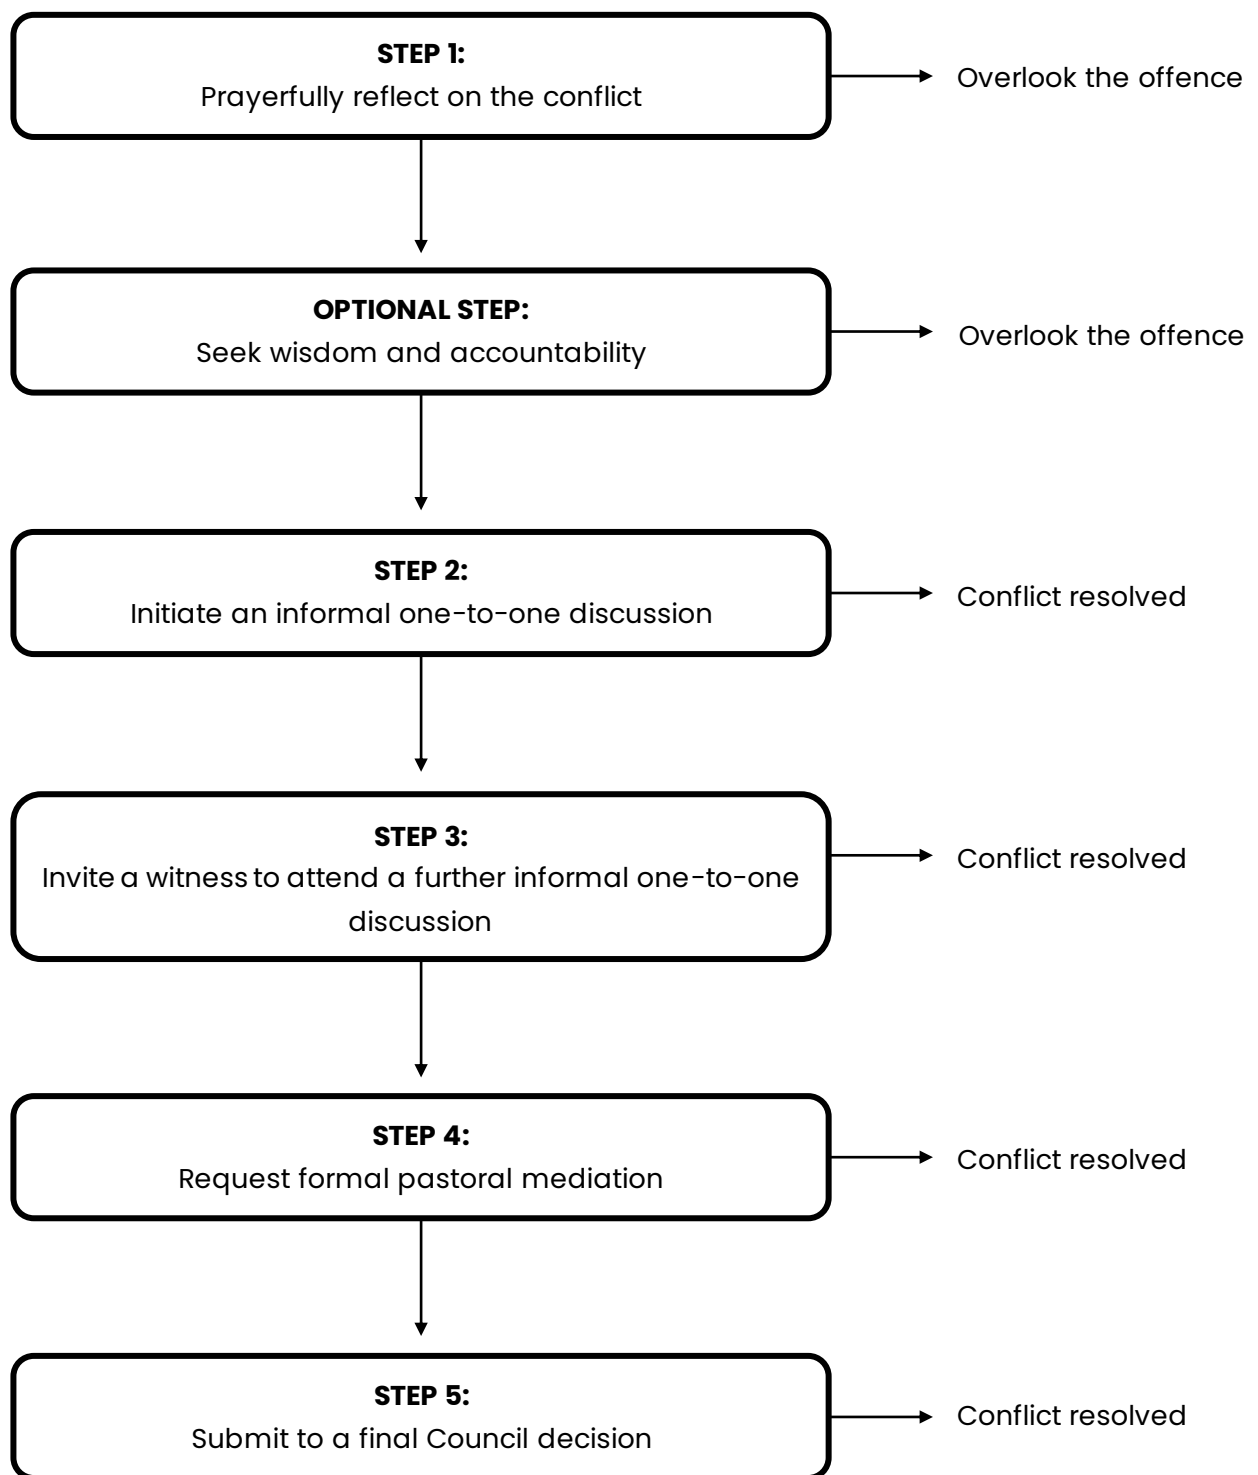 STEP 1:
Prayerfully reflect on the conflict
Overlook the offence
OPTIONAL STEP:
Seek wisdom and accountability
Overlook the offence
STEP 2:
Initiate an informal one-to-one discussion
Conflict resolved
STEP 3:
Invite a witness to attend a further informal one-to-one
discussion
Conflict resolved
STEP 4:
Request formal pastoral mediation
Conflict resolved
STEP 5:
Submit to a final Council decision
Conflict resolved